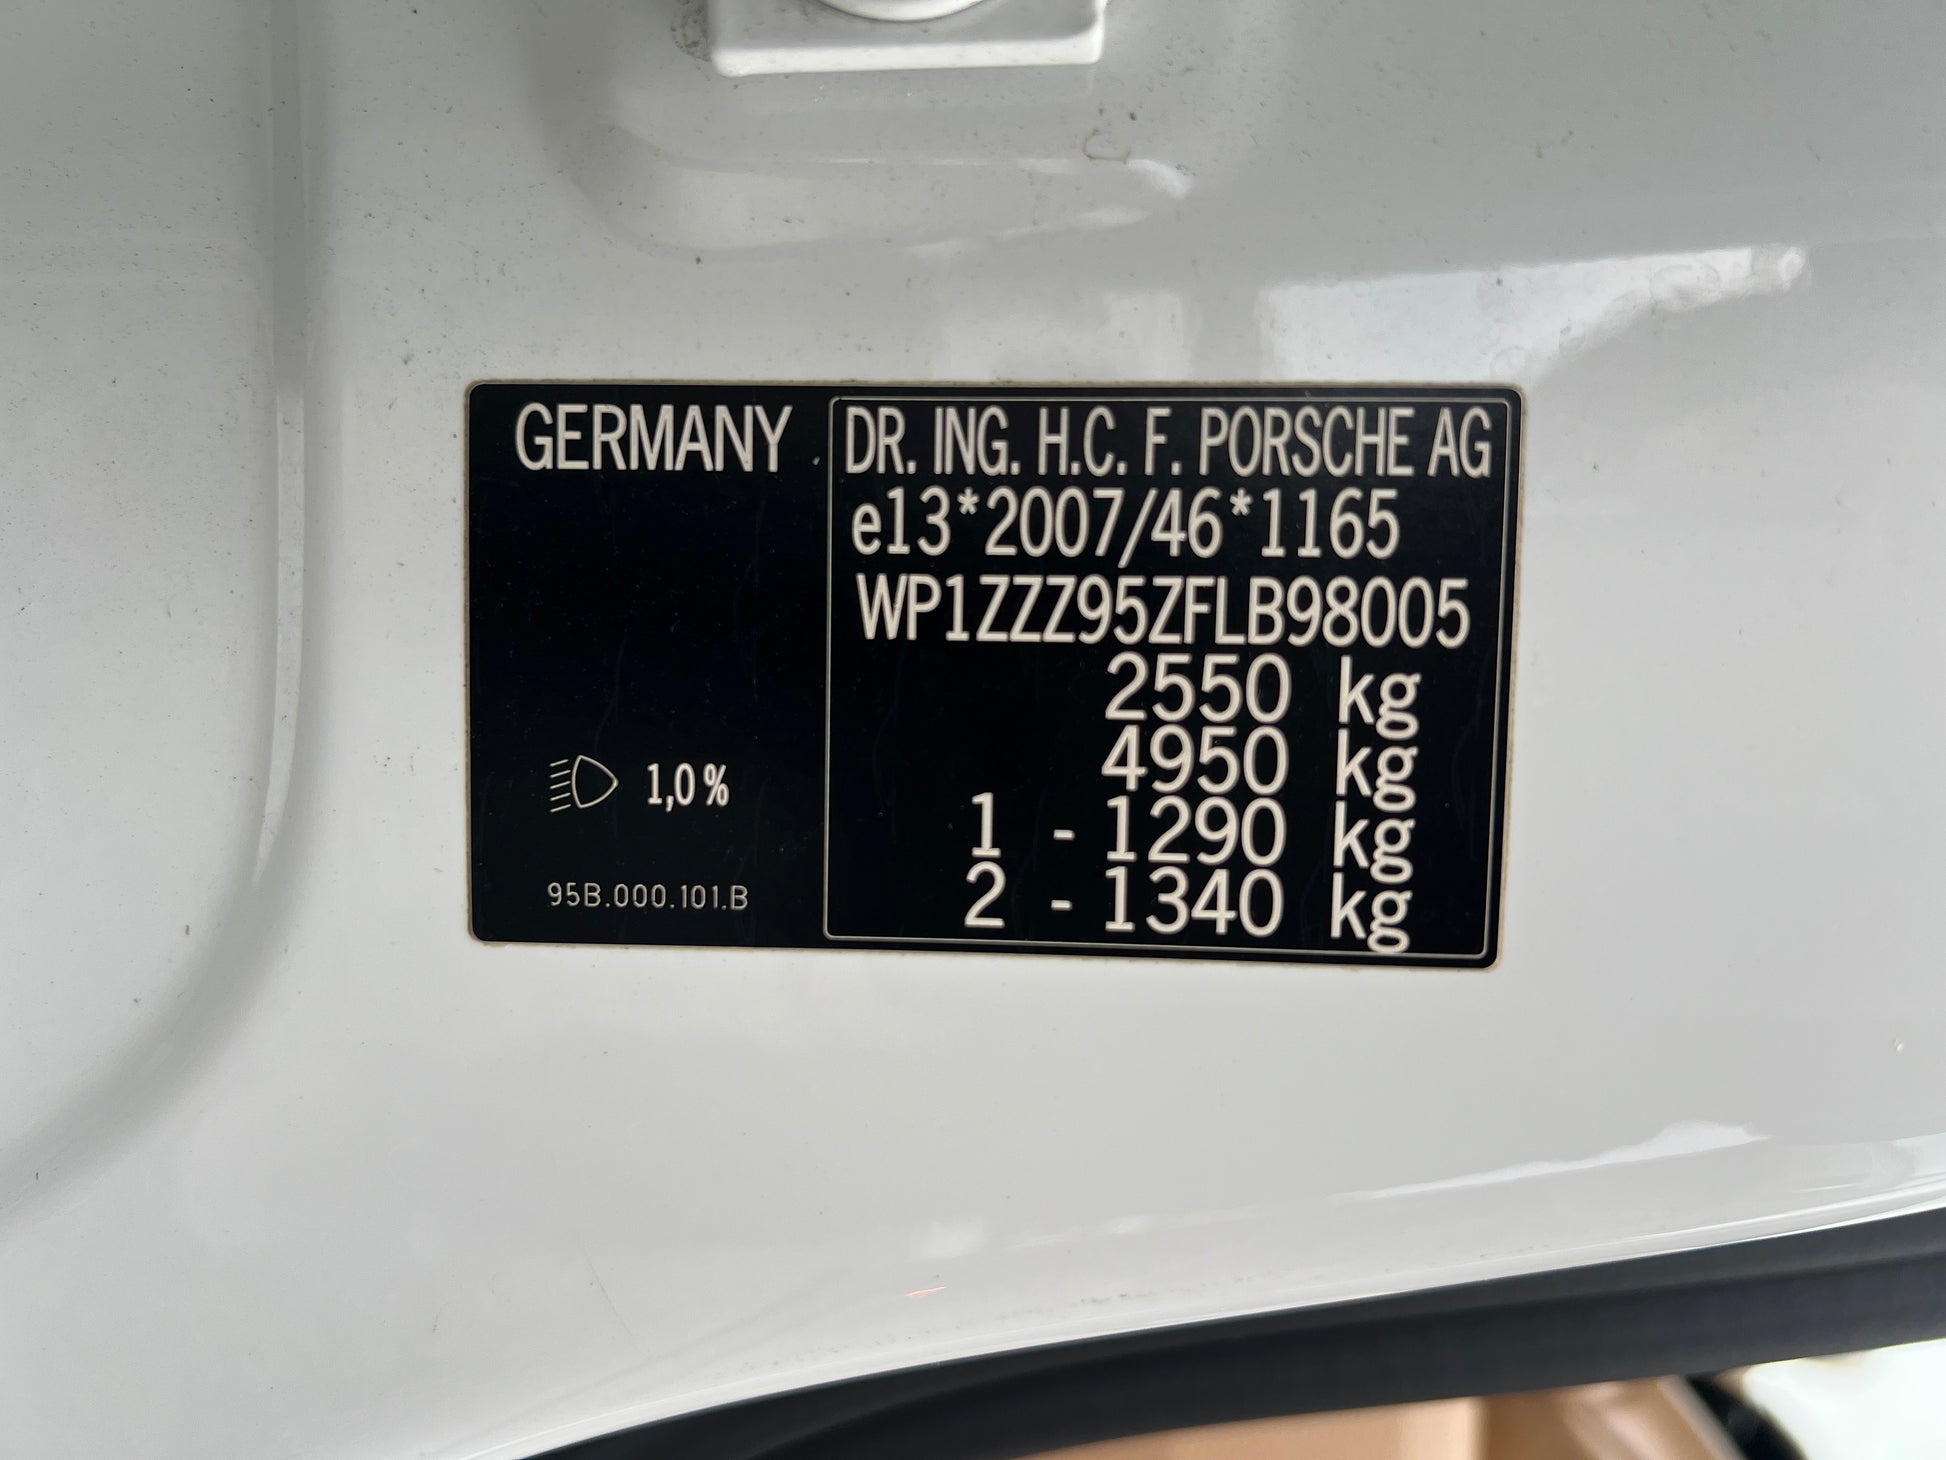 GERMANY
1,0%
95B.000.101.B
DR. ING. H.C. F. PORSCHE AG
e13*2007/46*1165
WP1ZZZ95ZFLB98005
2550 kg
4950 kg
1 - 1290 kg
2 - 1340 kg